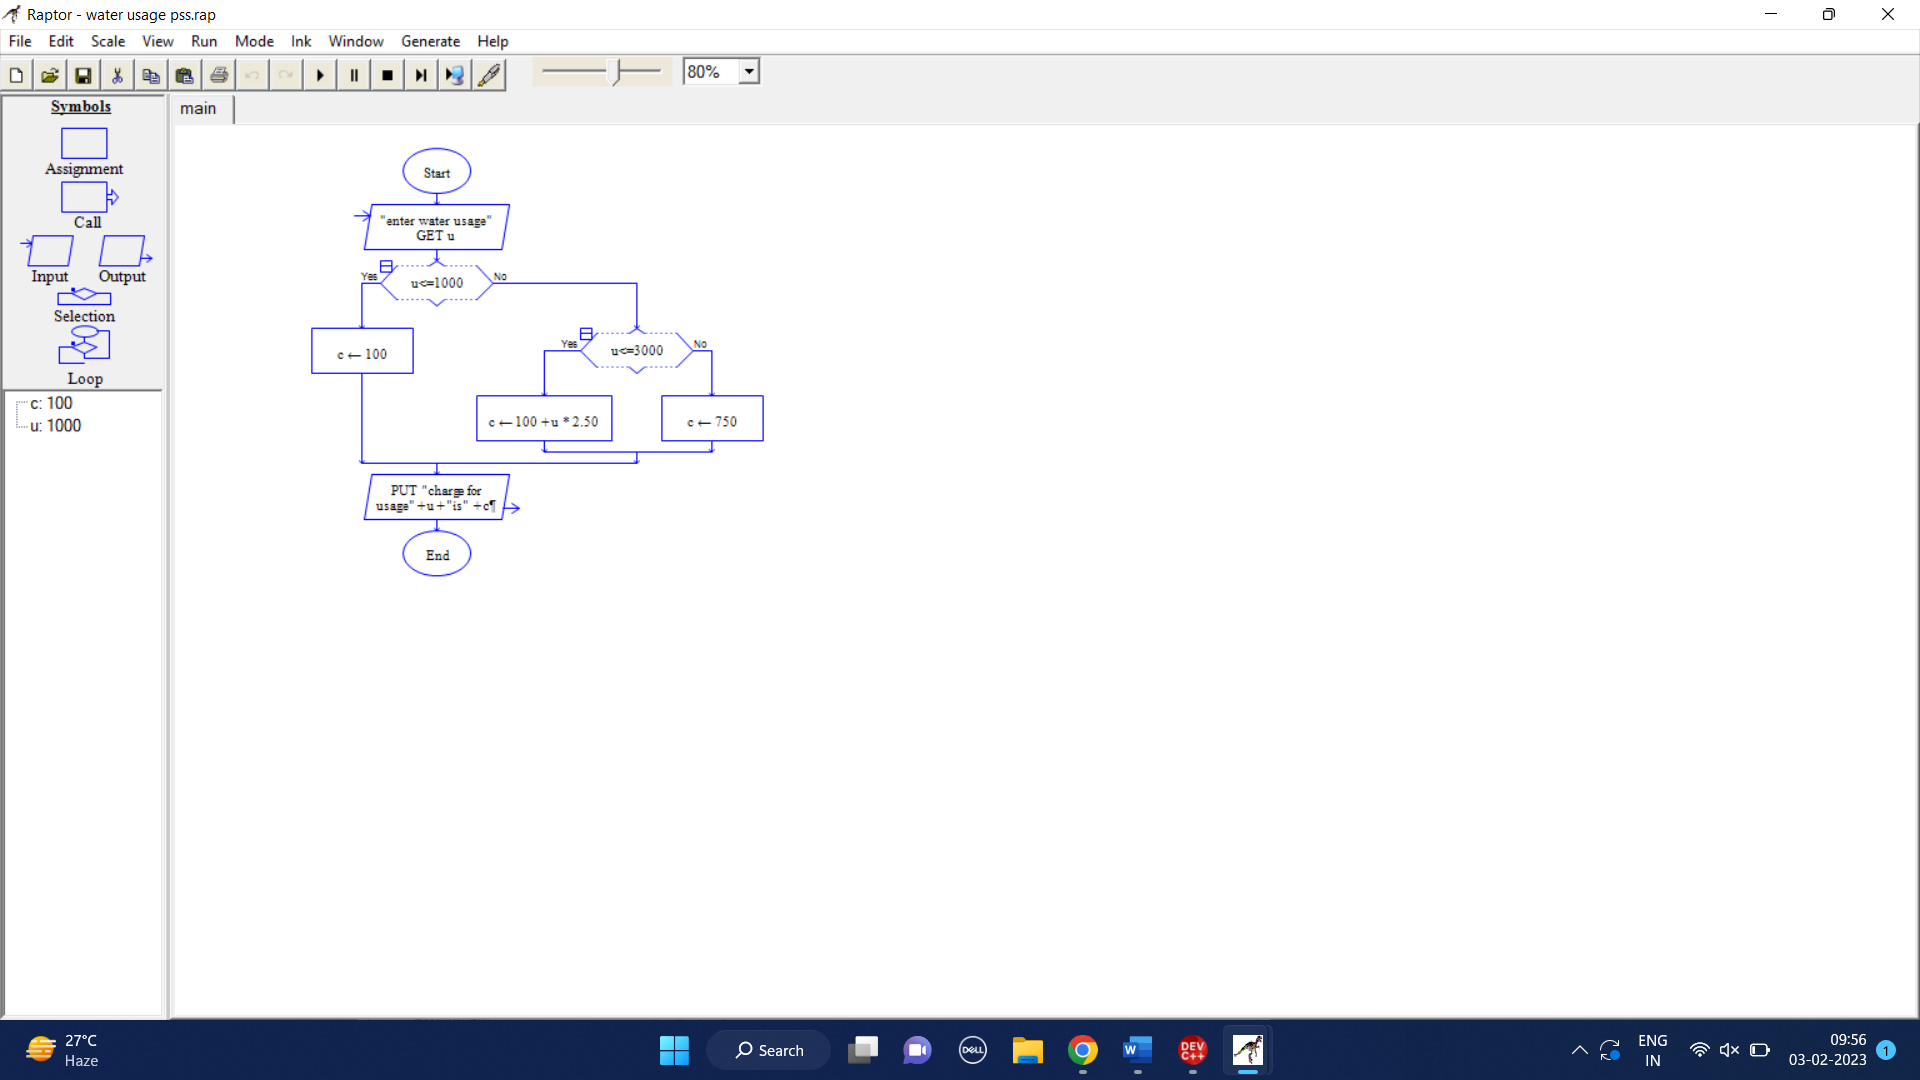 Raptor - water usage pss.rap
File Edit Scale View Run Mode Ink Window Generate Help
80%
Symbols
main
Assignment
Call
Input Output
Selection
Loop
c: 100
u: 1000
Start
"enter water usage"
GET u
Yes
No
u<=1000
c ← 100
Yes
No
u<=3000
c ← 100 +u * 2.50
c ← 750
PUT "charge for
usage" +u+"is" +c¶
End
27°C
Haze
Search
DELL
W
DEV
C++
ENG
IN
09:56
03-02-2023
1